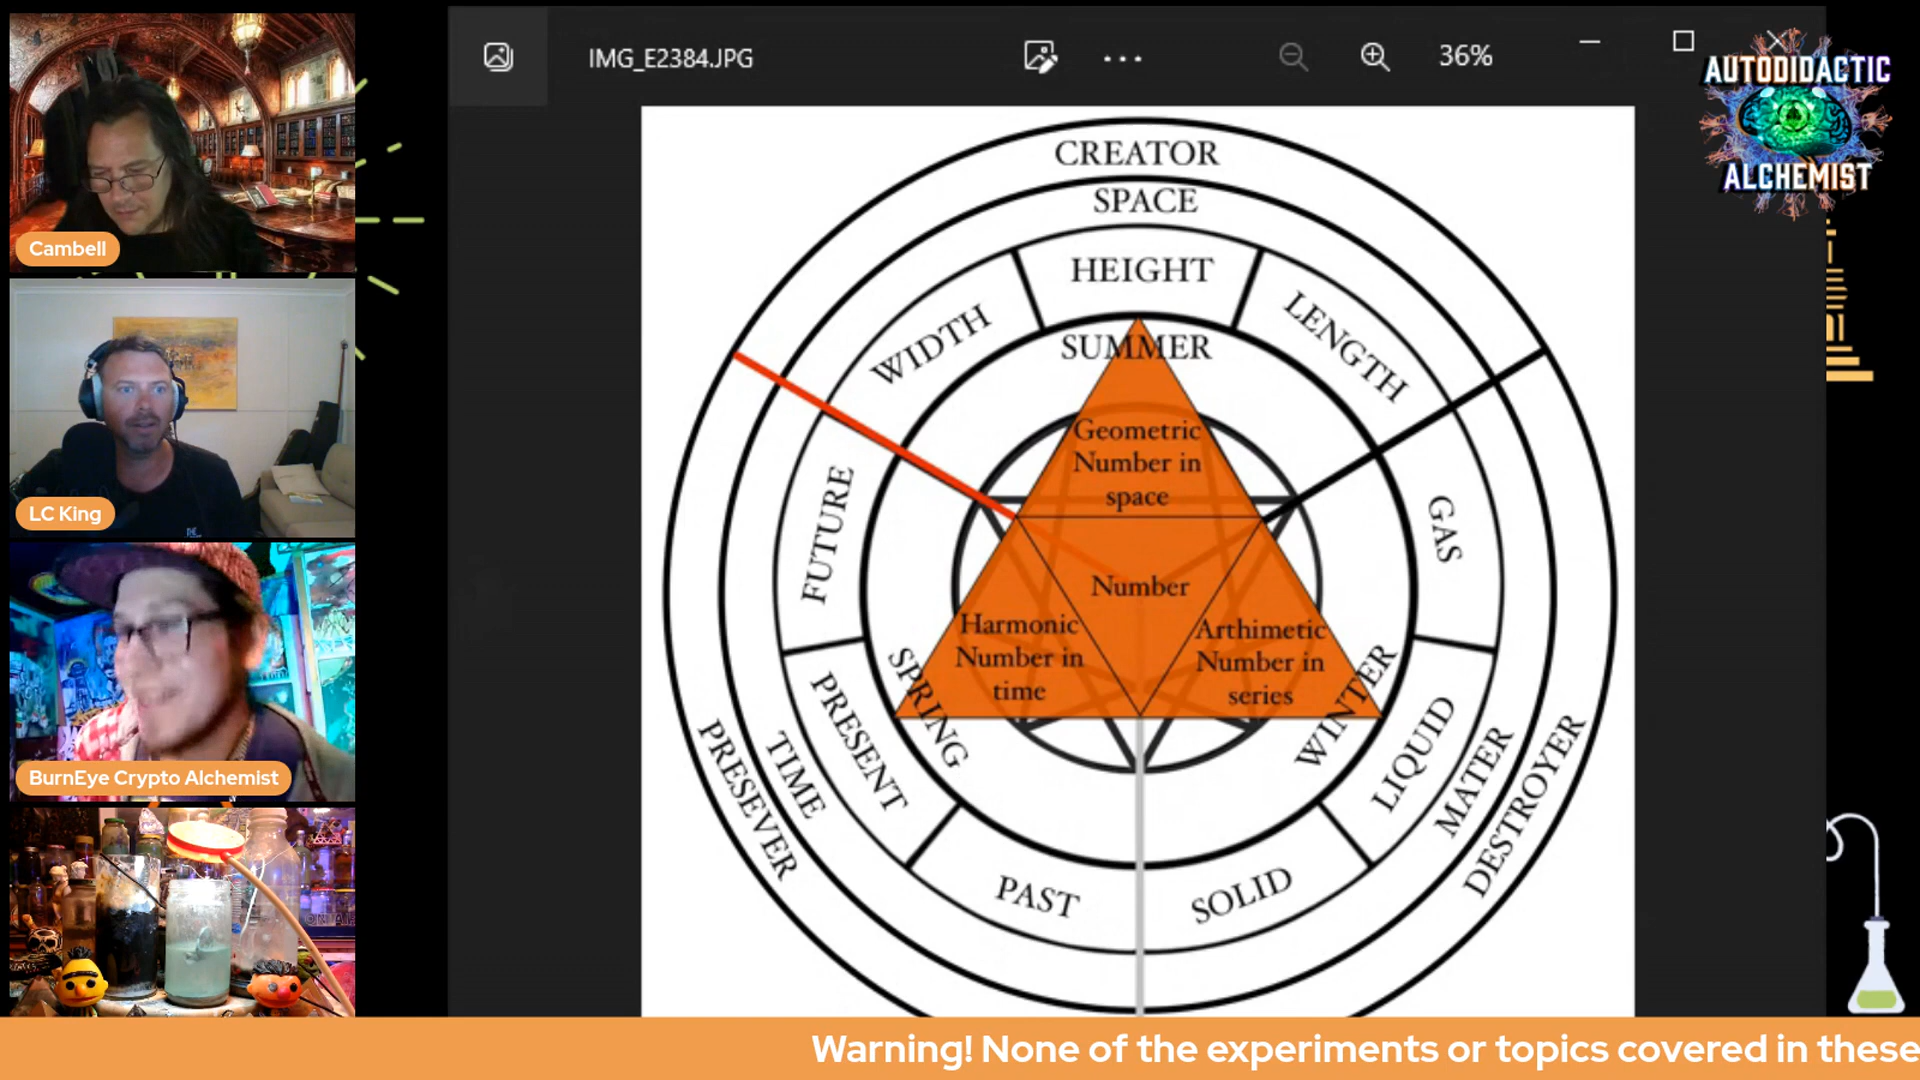 IMG_E2384.JPG
36%
AUTODIDACTIC
ALCHEMIST
Cambell
LC King
BurnEye Crypto Alchemist
CREATOR
SPACE
HEIGHT
WIDTH
LENGTH
SUMMER
Geometric
Number in
space
FUTURE
GAS
Number
Harmonic
Number in
time
Arthimetic
Number in
series
SPRING
WINTER
PRESENT
LIQUID
TIME
MATER
PRESEVER
DESTROYER
PAST
SOLID
Warning! None of the experiments or topics covered in these